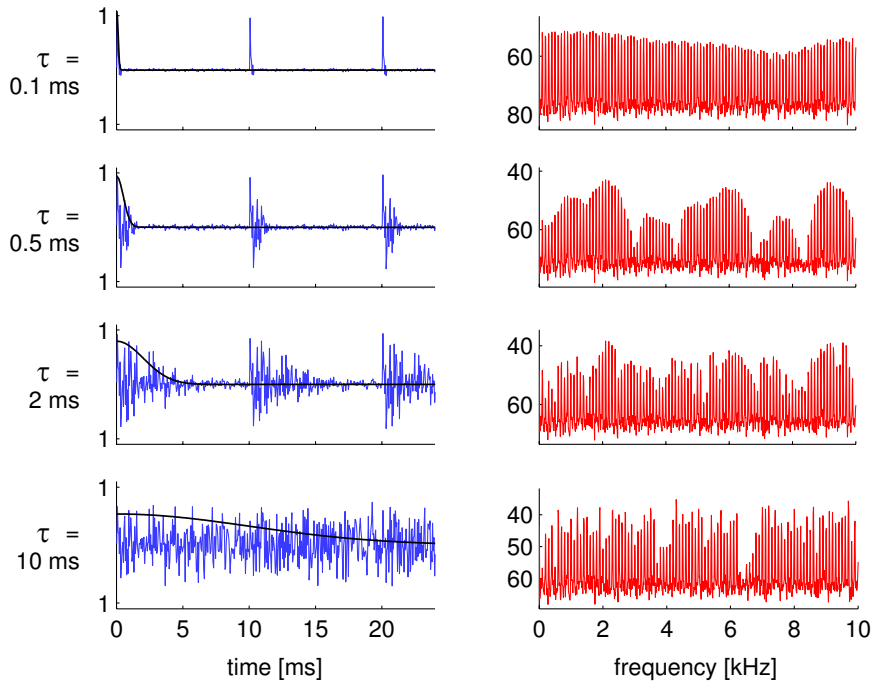 1
τ =
0.1 ms
1
60
80
1
τ =
0.5 ms
1
40
60
1
τ =
2 ms
1
40
60
1
τ =
10 ms
1
40
50
60
0 5 10 15 20
time [ms]
0 2 4 6 8 10
frequency [kHz]